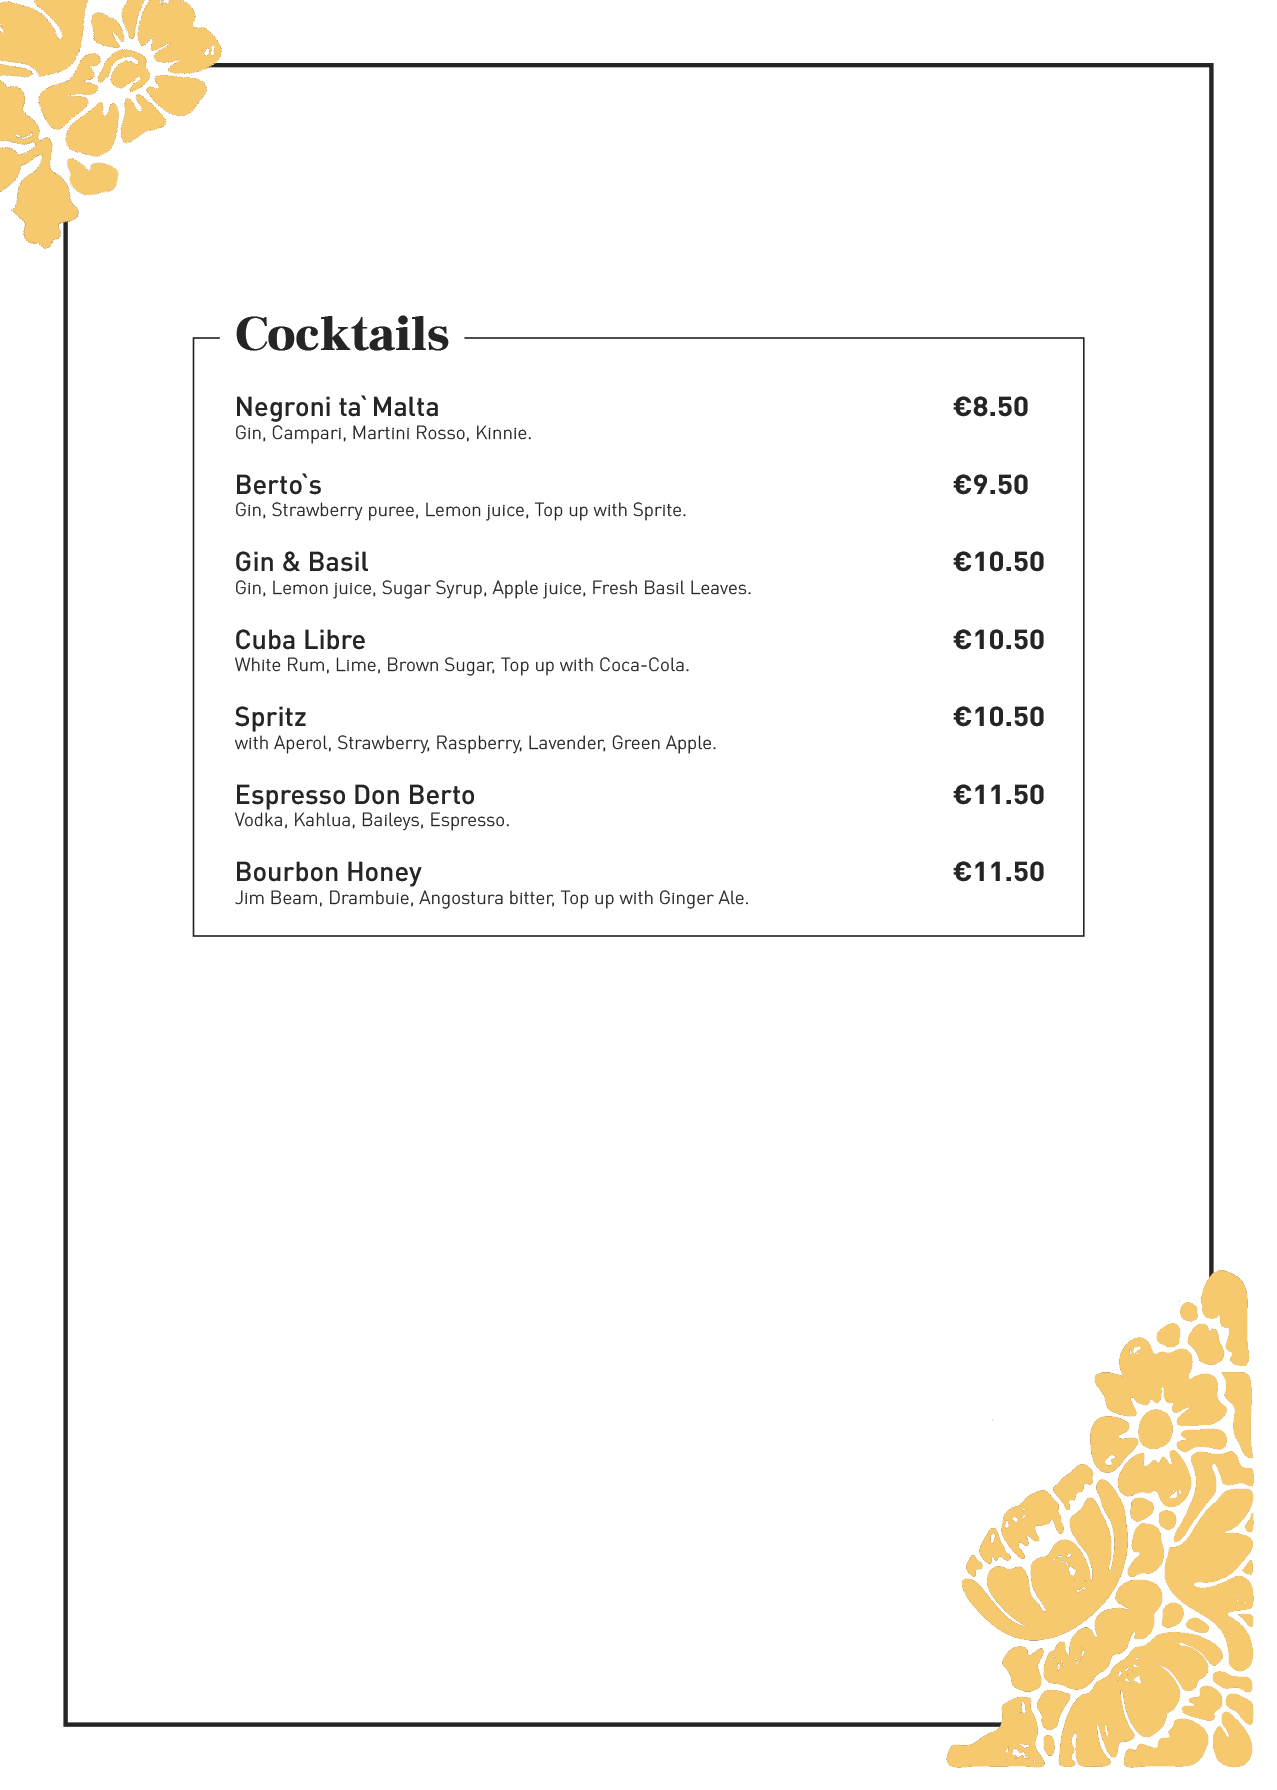 Cocktails
Negroni ta` Malta €8.50
Gin, Campari, Martini Rosso, Kinnie.
Berto`s €9.50
Gin, Strawberry puree, Lemon juice, Top up with Sprite.
Gin & Basil €10.50
Gin, Lemon juice, Sugar Syrup, Apple juice, Fresh Basil Leaves.
Cuba Libre €10.50
White Rum, Lime, Brown Sugar, Top up with Coca-Cola.
Spritz €10.50
with Aperol, Strawberry, Raspberry, Lavender, Green Apple.
Espresso Don Berto €11.50
Vodka, Kahlua, Baileys, Espresso.
Bourbon Honey €11.50
Jim Beam, Drambuie, Angostura bitter, Top up with Ginger Ale.